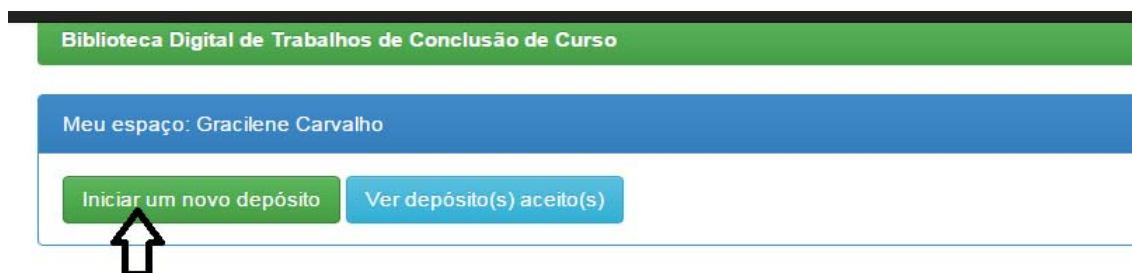 Biblioteca Digital de Trabalhos de Conclusão de Curso
Meu espaço: Gracilene Carvalho
Iniciar um novo depósito Ver depósito(s) aceito(s)